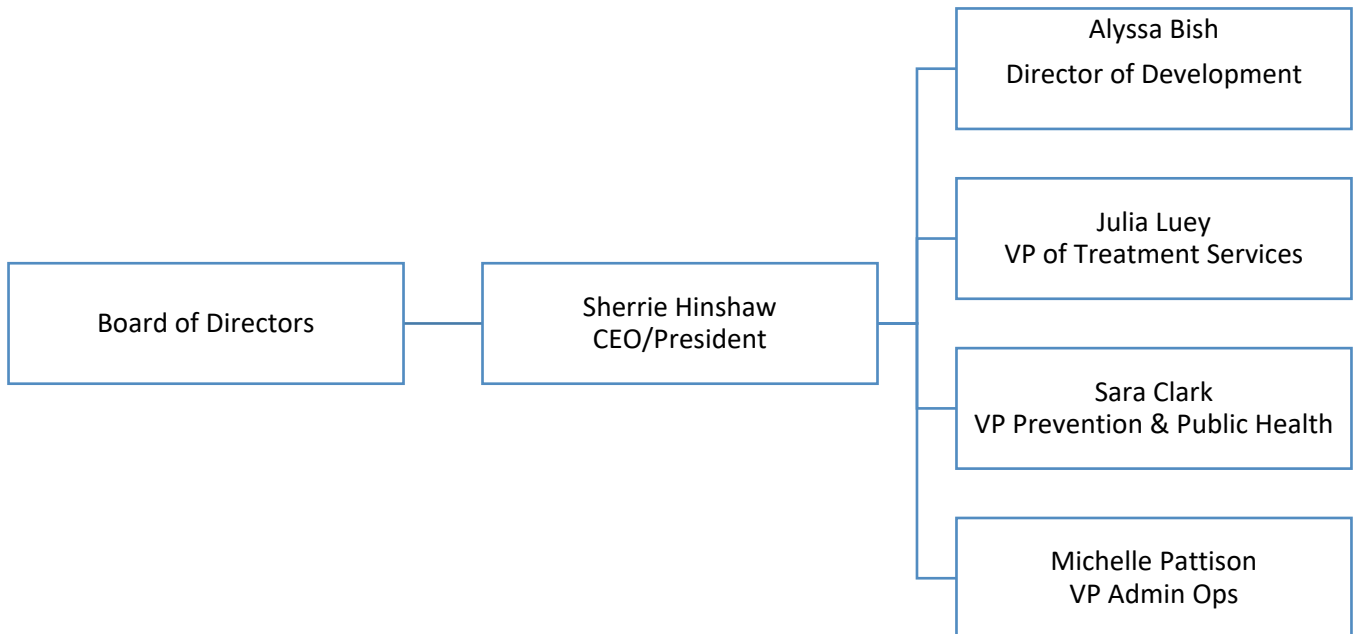 Board of Directors
Sherrie Hinshaw
CEO/President
Alyssa Bish
Director of Development
Julia Luey
VP of Treatment Services
Sara Clark
VP Prevention & Public Health
Michelle Pattison
VP Admin Ops